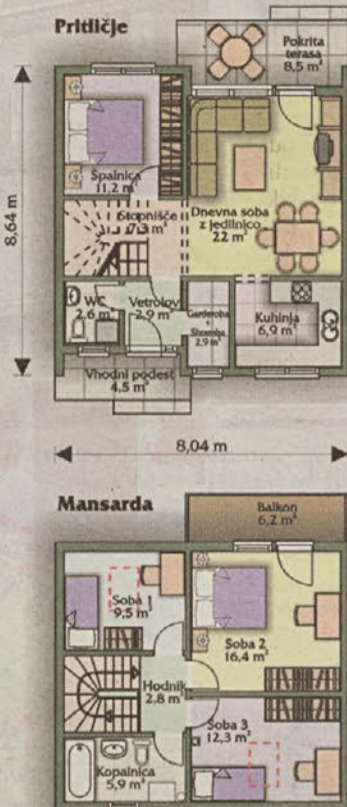 Pritličje
Pokrita
terasa
8,5 m²
Spalnica
11,2 m²
8,64 m
Stopnišče
7,3 m²
Dnevna soba
z jedilnico
22 m²
WC
2,6 m²
Vetrolov
2,9 m²
Garderoba
+
Shramba
2,9 m²
Kuhinja
6,9 m²
Vhodni podest
4,5 m²
8,04 m
Mansarda
Balkon
6,2 m²
Soba 1
9,5 m²
Soba 2
16,4 m²
Hodnik
2,8 m²
Soba 3
12,3 m²
Kopalnica
5,9 m²